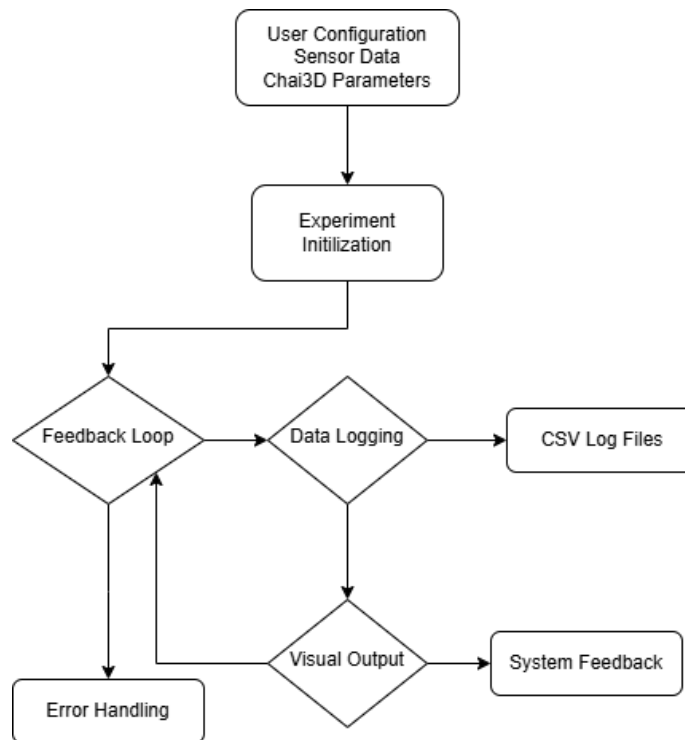 User Configuration
Sensor Data
Chai3D Parameters
Experiment
Initilization
Feedback Loop
Data Logging
CSV Log Files
Visual Output
System Feedback
Error Handling